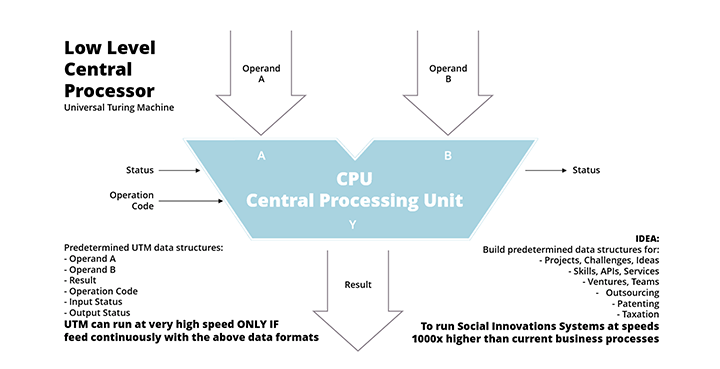 Low Level
Central
Processor
Universal Turing Machine
Operand
A
Operand
B
A
B
Status
Status
CPU
Central Processing Unit
Operation
Code
Y
Predetermined UTM data structures:
- Operand A
- Operand B
- Result
- Operation Code
- Input Status
- Output Status
UTM can run at very high speed ONLY IF
feed continuously with the above data formats
Result
IDEA:
Build predetermined data structures for:
- Projects, Challenges, Ideas
- Skills, APIs, Services
- Ventures, Teams
- Outsourcing
- Patenting
- Taxation
To run Social Innovations Systems at speeds
1000x higher than current business processes